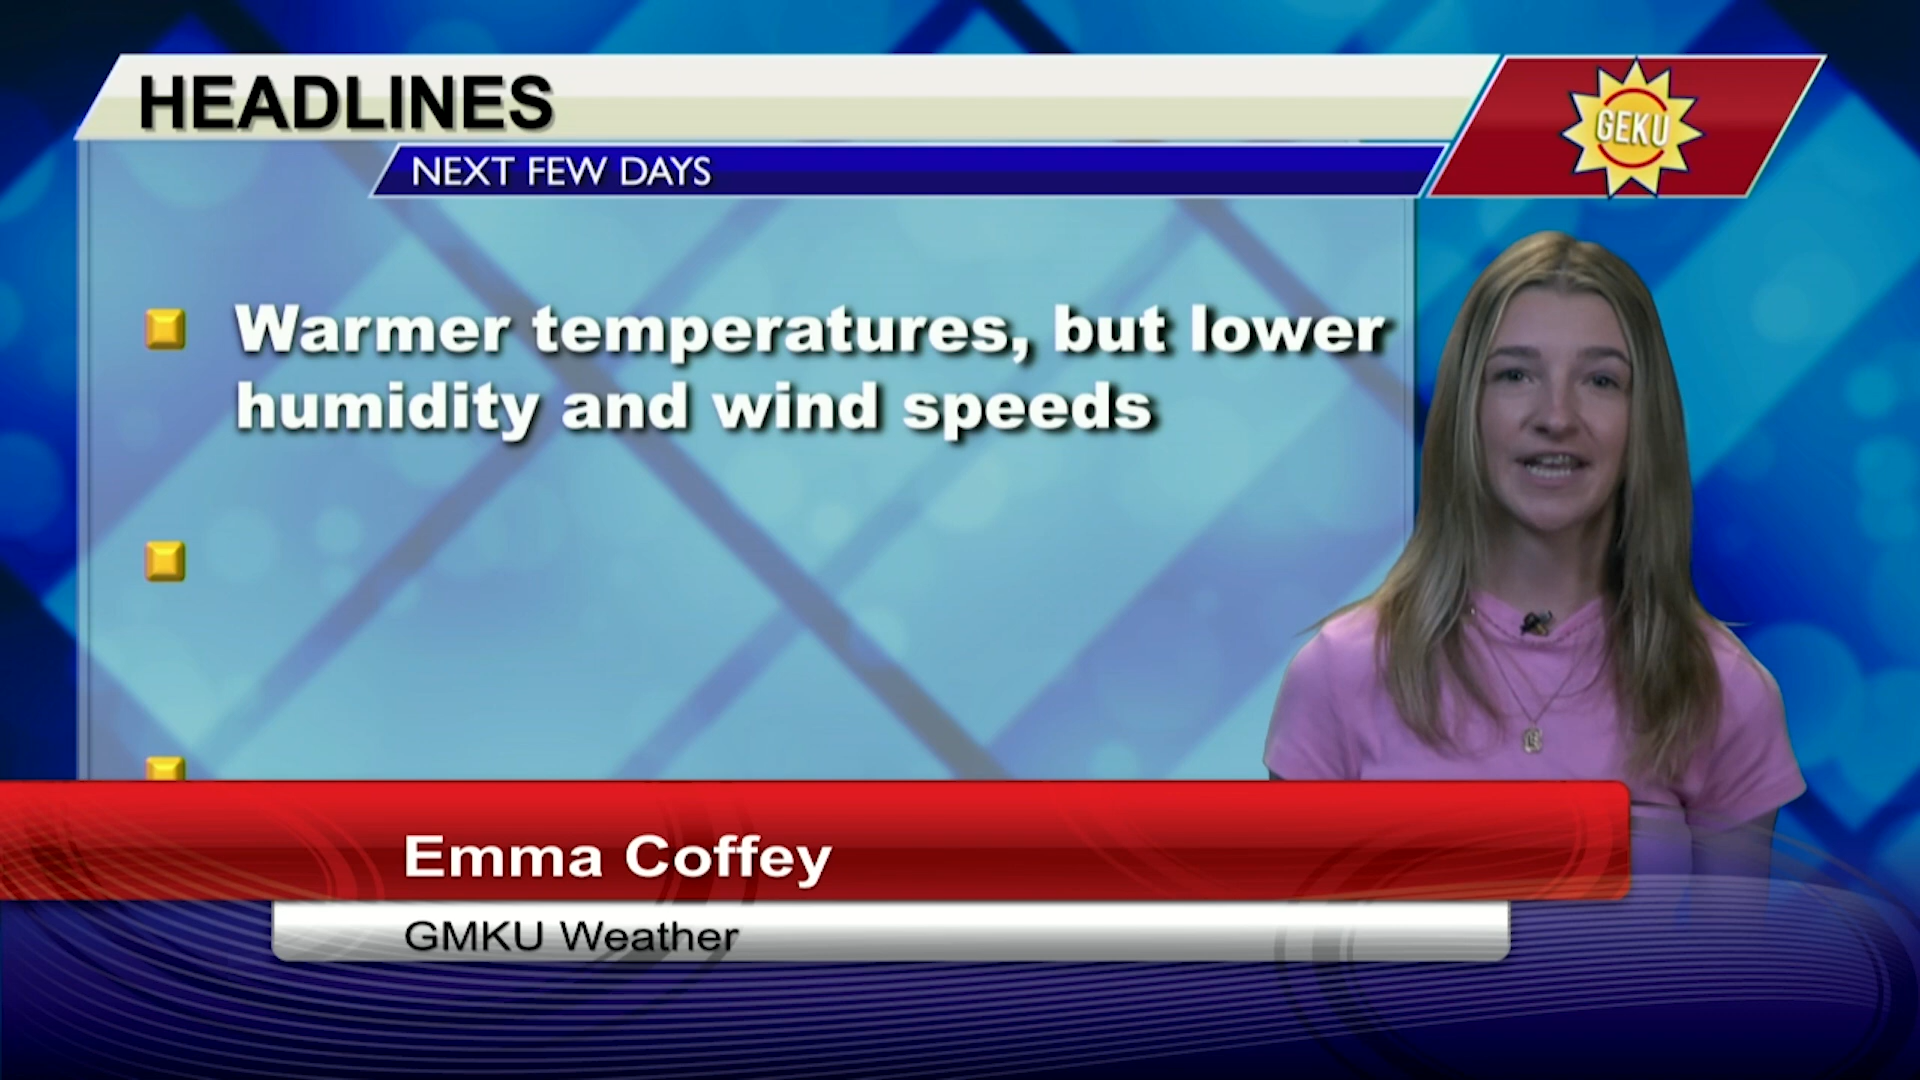 HEADLINES
GEKU
NEXT FEW DAYS
Warmer temperatures, but lower
humidity and wind speeds
Emma Coffey
GMKU Weather